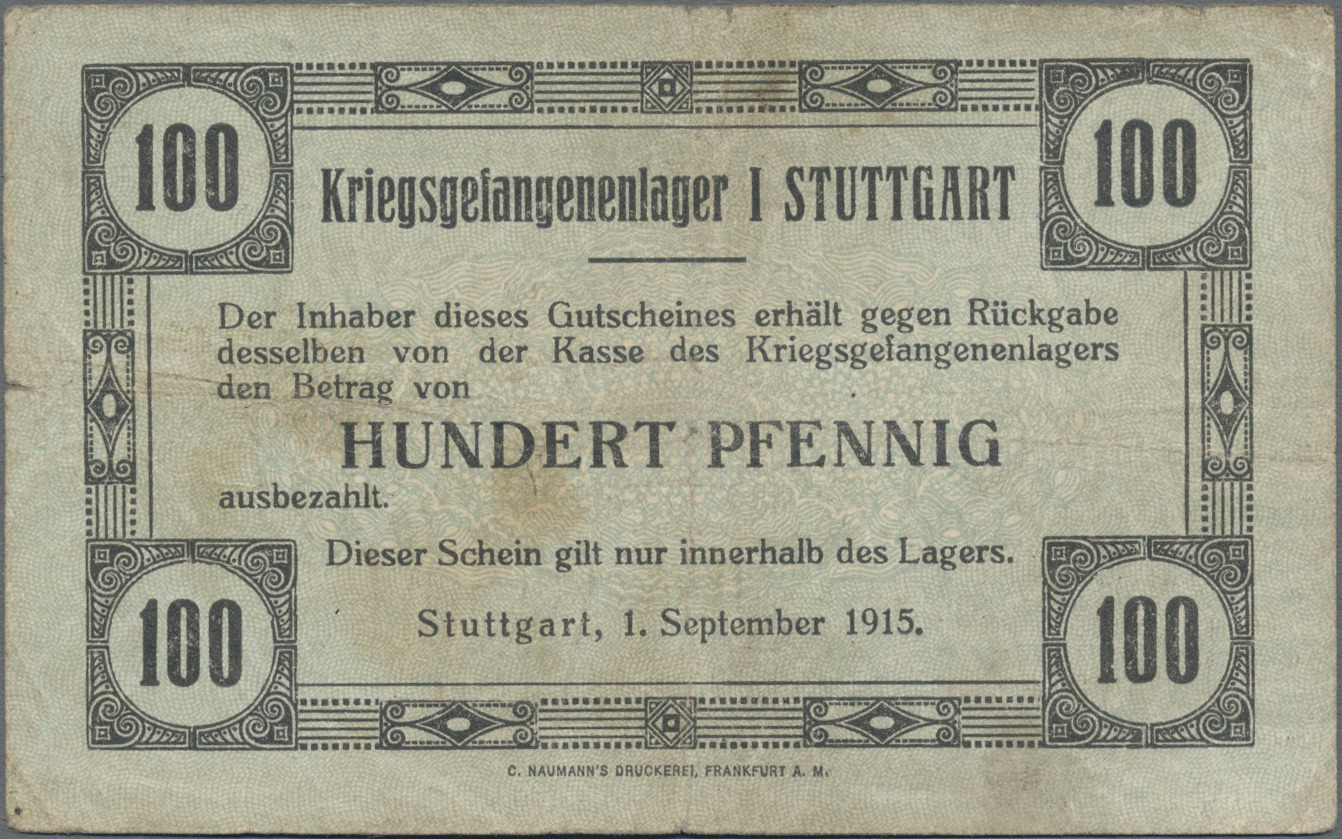 100 100
Kriegsgefangenenlager I STUTTGART
Der Inhaber dieses Gutscheines erhält gegen Rückgabe
desselben von der Kasse des Kriegsgefangenenlagers
den Betrag von
HUNDERT PFENNIG
ausbezahlt.
Dieser Schein gilt nur innerhalb des Lagers.
Stuttgart, 1. September 1915.
100 100
C. NAUMANN'S DRUCKEREI, FRANKFURT A. M.